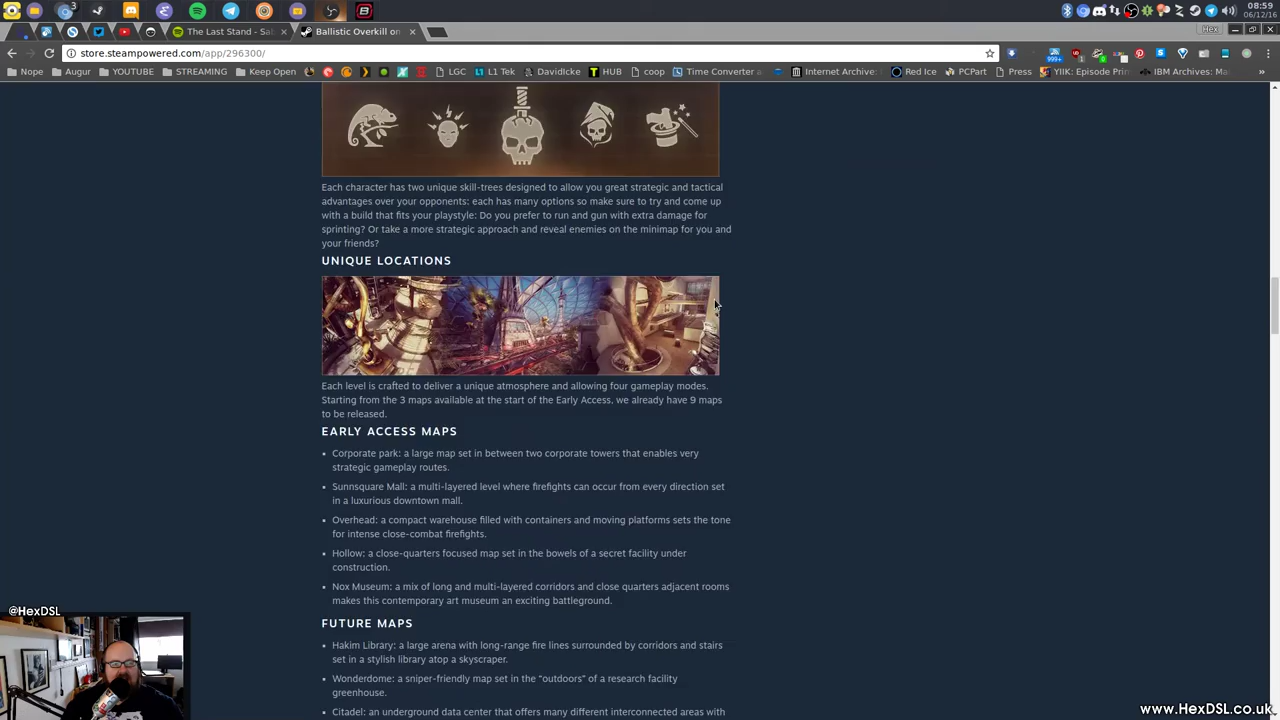 08:59
06/12/16
The Last Stand - Sab
Ballistic Overkill on
Hex
store.steampowered.com/app/296300/
Nope
Augur
YOUTUBE
STREAMING
Keep Open
LGC
L1 Tek
DavidIcke
HUB
coop
Time Converter a
Internet Archive:
Red Ice
PCPart
Press
YIIK: Episode Prin
IBM Archives: Ma
Each character has two unique skill-trees designed to allow you great strategic and tactical
advantages over your opponents: each has many options so make sure to try and come up
with a build that fits your playstyle: Do you prefer to run and gun with extra damage for
sprinting? Or take a more strategic approach and reveal enemies on the minimap for you and
your friends?
UNIQUE LOCATIONS
Each level is crafted to deliver a unique atmosphere and allowing four gameplay modes.
Starting from the 3 maps available at the start of the Early Access, we already have 9 maps
to be released.
EARLY ACCESS MAPS
• Corporate park: a large map set in between two corporate towers that enables very
strategic gameplay routes.
• Sunnsquare Mall: a multi-layered level where firefights can occur from every direction set
in a luxurious downtown mall.
• Overhead: a compact warehouse filled with containers and moving platforms sets the tone
for intense close-combat firefights.
• Hollow: a close-quarters focused map set in the bowels of a secret facility under
construction.
• Nox Museum: a mix of long and multi-layered corridors and close quarters adjacent rooms
makes this contemporary art museum an exciting battleground.
FUTURE MAPS
• Hakim Library: a large arena with long-range fire lines surrounded by corridors and stairs
set in a stylish library atop a skyscraper.
• Wonderdome: a sniper-friendly map set in the "outdoors" of a research facility
greenhouse.
• Citadel: an underground data center that offers many different interconnected areas with
@HexDSL
www.HexDSL.co.uk